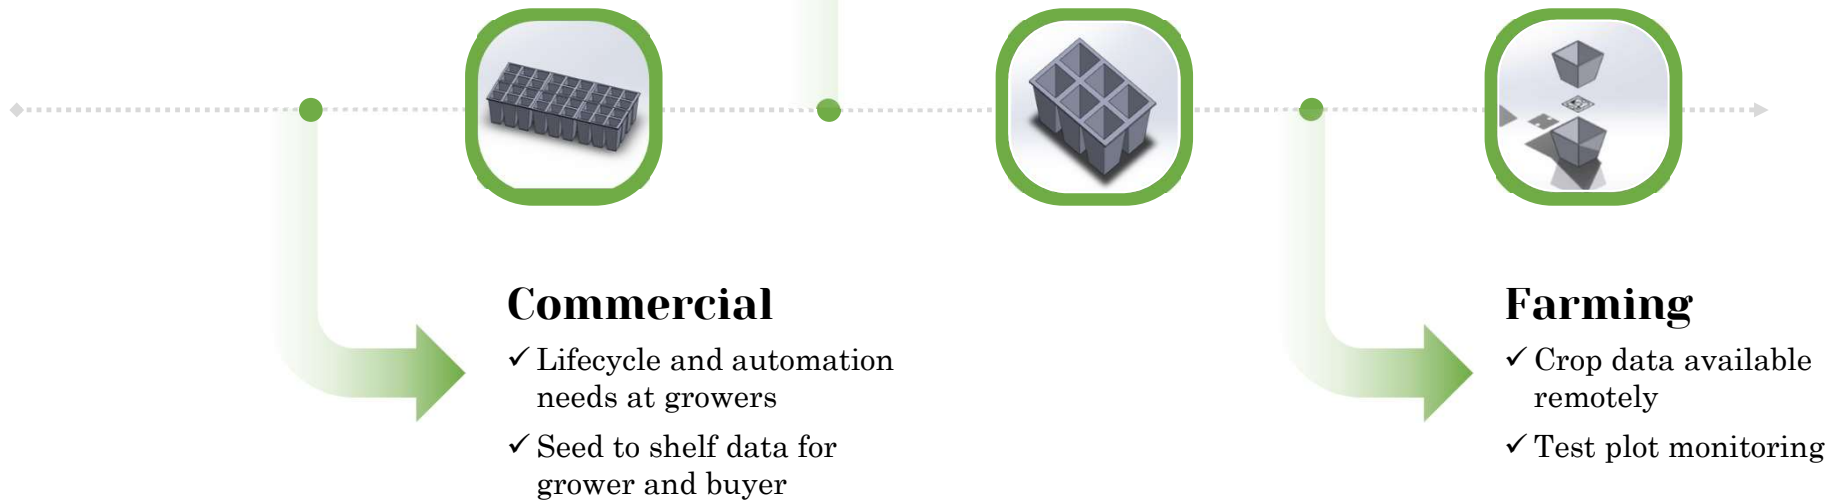 Commercial
✓ Lifecycle and automation
needs at growers
✓ Seed to shelf data for
grower and buyer
Farming
✓ Crop data available
remotely
✓ Test plot monitoring